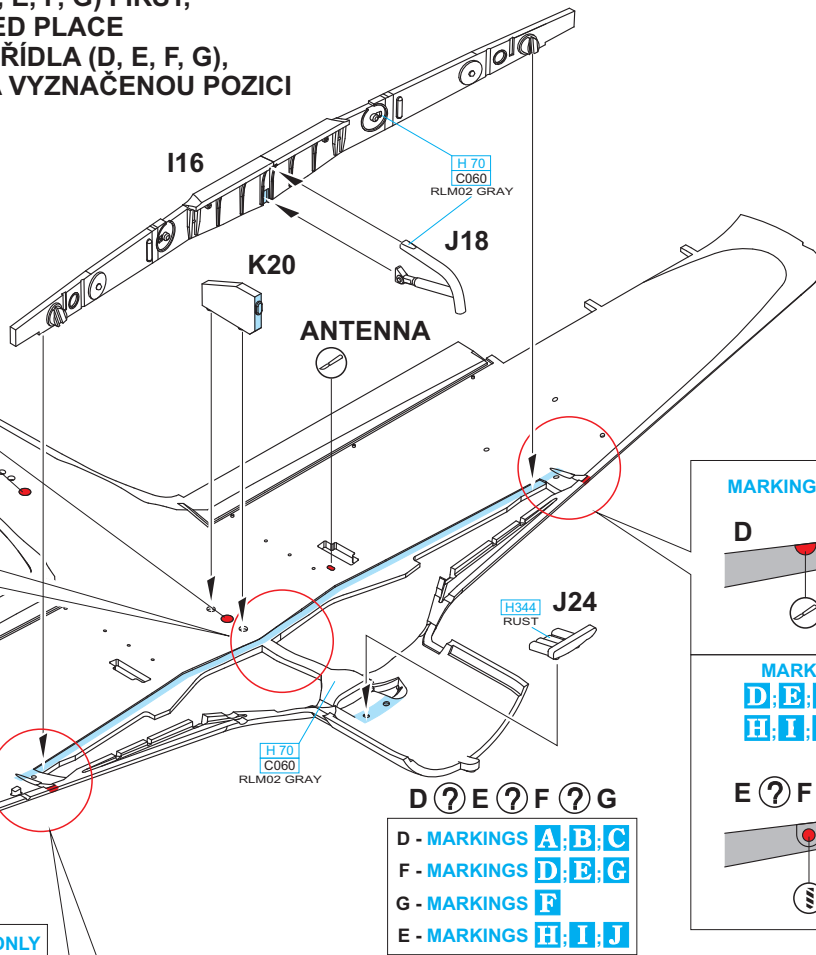 , E, F, G) FIRST,
ED PLACE
ŘÍDLA (D, E, F, G),
A VYZNAČENOU POZICI
I16
H 70
C060
RLM02 GRAY
J18
K20
ANTENNA
MARKING
D
H344
RUST
J24
MARK
D;E;
H;I;
H 70
C060
RLM02 GRAY
E ? F
D ? E ? F ? G
D - MARKINGS A;B;C
F - MARKINGS D;E;G
G - MARKINGS F
E - MARKINGS H;I;J
ONLY